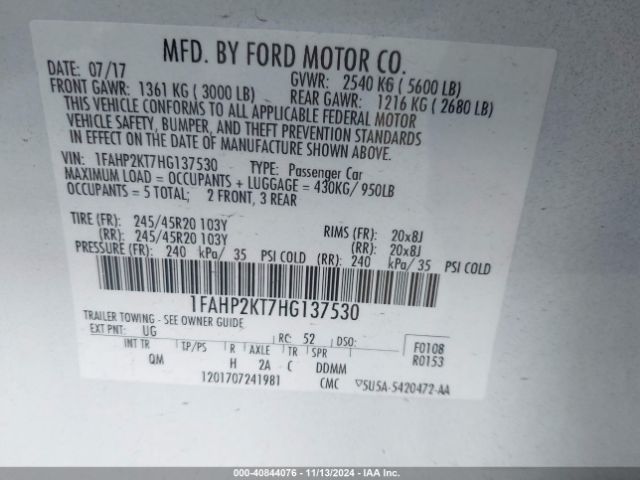 MFD. BY FORD MOTOR CO.
DATE: 07/17 GVWR: 2540 KG ( 5600 LB)
FRONT GAWR: 1361 KG ( 3000 LB) REAR GAWR: 1216 KG ( 2680 LB)
THIS VEHICLE CONFORMS TO ALL APPLICABLE FEDERAL MOTOR
VEHICLE SAFETY, BUMPER, AND THEFT PREVENTION STANDARDS
IN EFFECT ON THE DATE OF MANUFACTURE SHOWN ABOVE.
VIN: 1FAHP2KT7HG137530 TYPE: Passenger Car
MAXIMUM LOAD = OCCUPANTS + LUGGAGE = 430KG/ 950LB
OCCUPANTS = 5 TOTAL; 2 FRONT, 3 REAR
TIRE (FR): 245/45R20 103Y RIMS (FR): 20x8J
(RR): 245/45R20 103Y (RR): 20x8J
PRESSURE (FR): 240 kPa/ 35 PSI COLD (RR): 240 kPa/ 35 PSI COLD
1FAHP2KT7HG137530
TRAILER TOWING - SEE OWNER GUIDE
EXT PNT: UG RC: 52 DSO: F0108
INT TR TP/PS R AXLE TR SPR R0153
QM H 2A C DDMM
1201707241981 CMC SU5A-5420472-AA
000-40844076 - 11/13/2024 - IAA Inc.